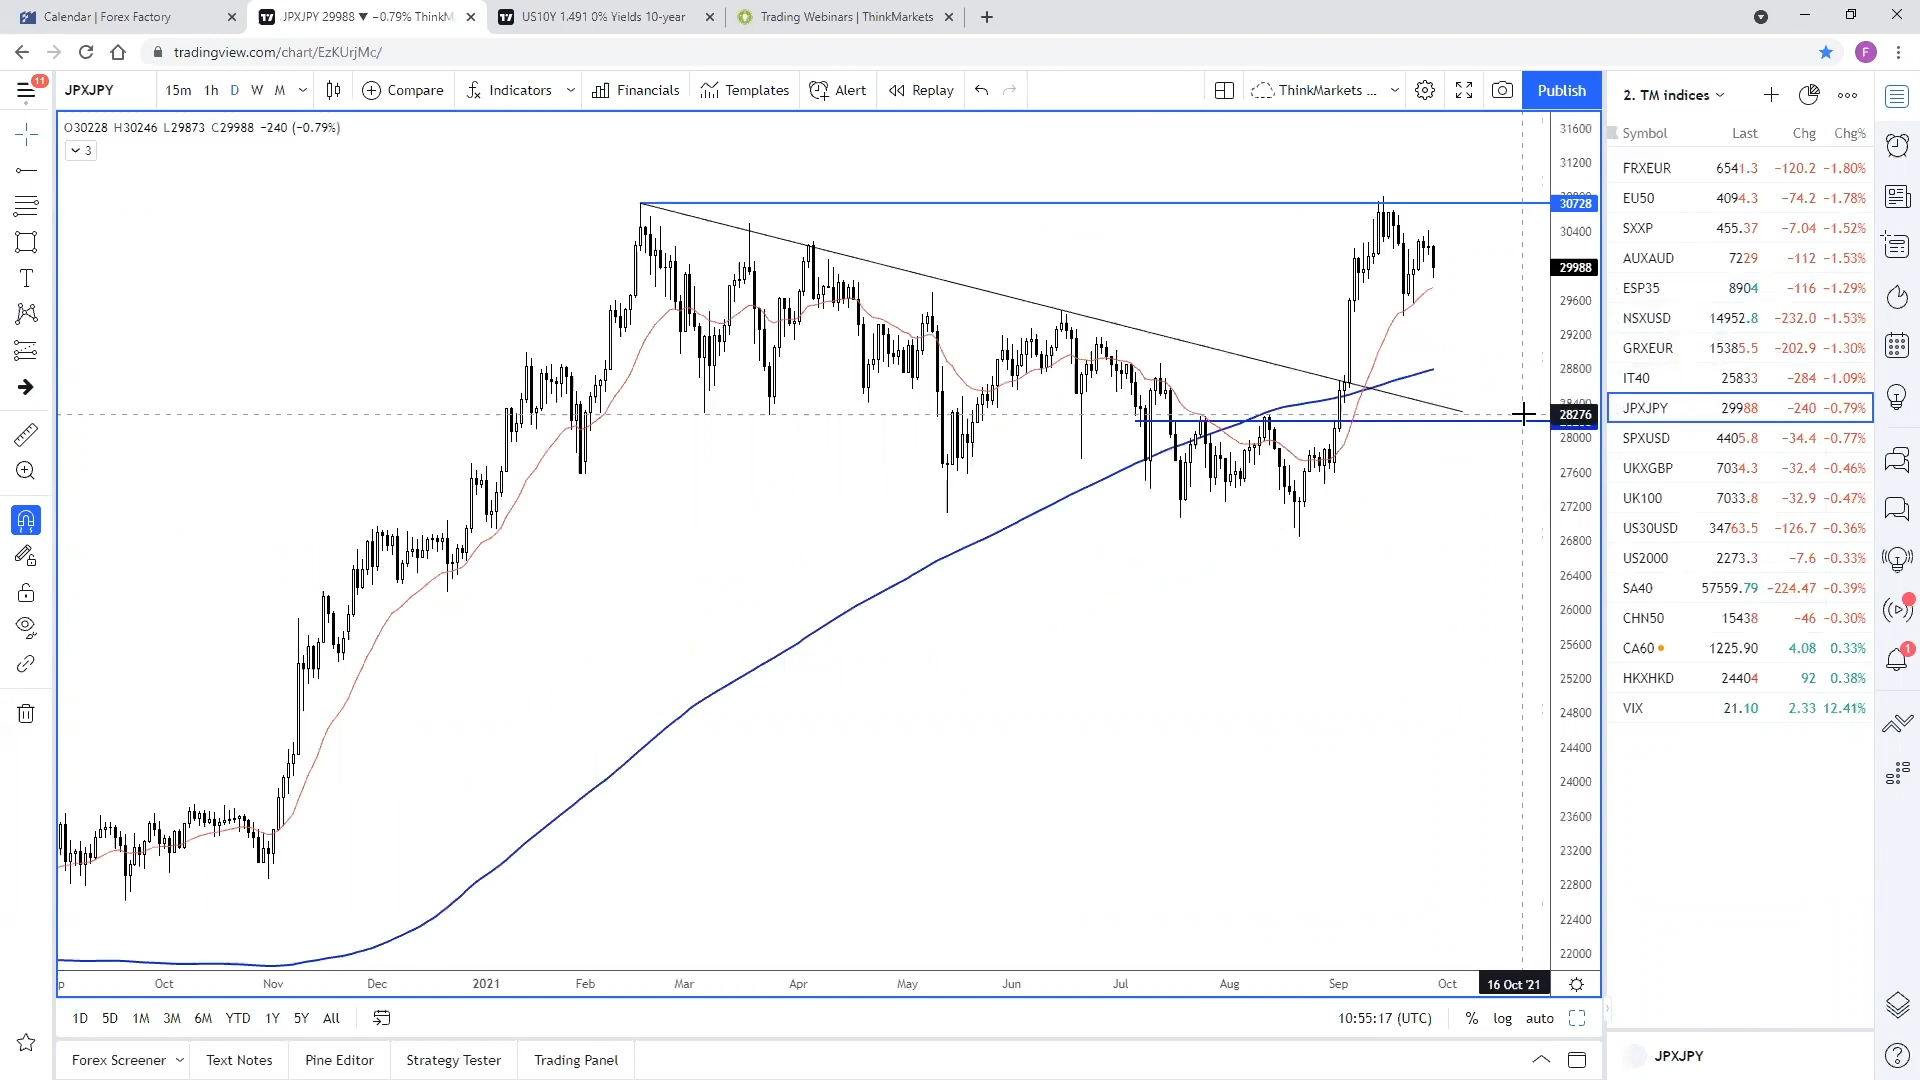 Calendar | Forex Factory
JPXJPY 29988 ▼ −0.79% ThinkM
US10Y 1.491 0% Yields 10-year
Trading Webinars | ThinkMarkets
tradingview.com/chart/EzKUrjMc/
F
11
JPXJPY
15m 1h D W M
Compare
Indicators
Financials
Templates
Alert
Replay
ThinkMarkets ...
Publish
O30228 H30246 L29873 C29988 −240 (−0.79%)
3
31600
31200
30728
30400
29988
29600
29200
28800
28276
28000
27600
27200
26800
26400
26000
25600
25200
24800
24400
24000
23600
23200
22800
22400
22000
Oct Nov Dec 2021 Feb Mar Apr May Jun Jul Aug Sep Oct 16 Oct '21
1D 5D 1M 3M 6M YTD 1Y 5Y All
10:55:17 (UTC) % log auto
Forex Screener Text Notes Pine Editor Strategy Tester Trading Panel
2. TM indices
Symbol Last Chg Chg%
FRXEUR 6541.3 −120.2 −1.80%
EU50 4094.3 −74.2 −1.78%
SXXP 455.37 −7.04 −1.52%
AUXAUD 7229 −112 −1.53%
ESP35 8904 −116 −1.29%
NSXUSD 14952.8 −232.0 −1.53%
GRXEUR 15385.5 −202.9 −1.30%
IT40 25833 −284 −1.09%
JPXJPY 29988 −240 −0.79%
SPXUSD 4405.8 −34.4 −0.77%
UKXGBP 7034.3 −32.4 −0.46%
UK100 7033.8 −32.9 −0.47%
US30USD 34763.5 −126.7 −0.36%
US2000 2273.3 −7.6 −0.33%
SA40 57559.79 −224.47 −0.39%
CHN50 15438 −46 −0.30%
CA60 1225.90 4.08 0.33%
HKXHKD 24404 92 0.38%
VIX 21.10 2.33 12.41%
1
JPXJPY